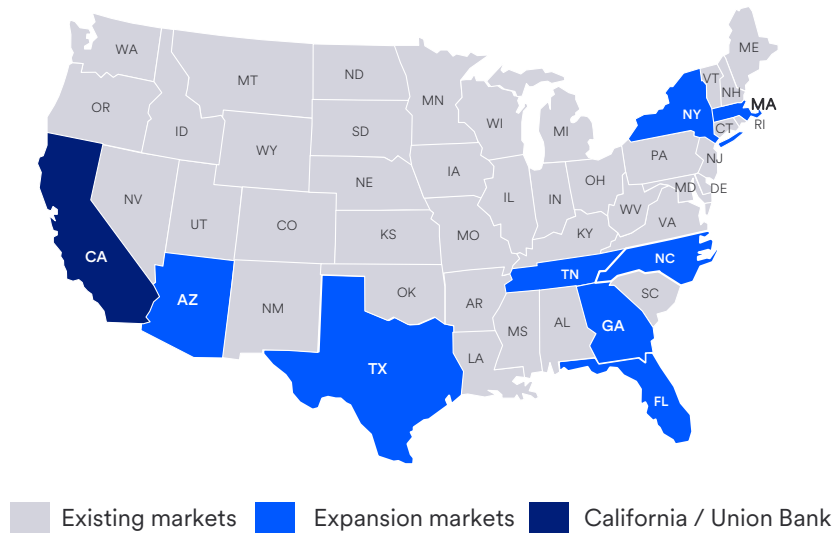 WA
MT
ND
MN
ME
VT
NH
MA
NY
CT
RI
OR
ID
WY
SD
WI
MI
PA
NJ
NV
UT
CO
NE
IA
IL
IN
OH
WV
MD
DE
VA
CA
KS
MO
KY
AZ
NM
OK
AR
TN
NC
SC
TX
LA
MS
AL
GA
FL
Existing markets
Expansion markets
California / Union Bank